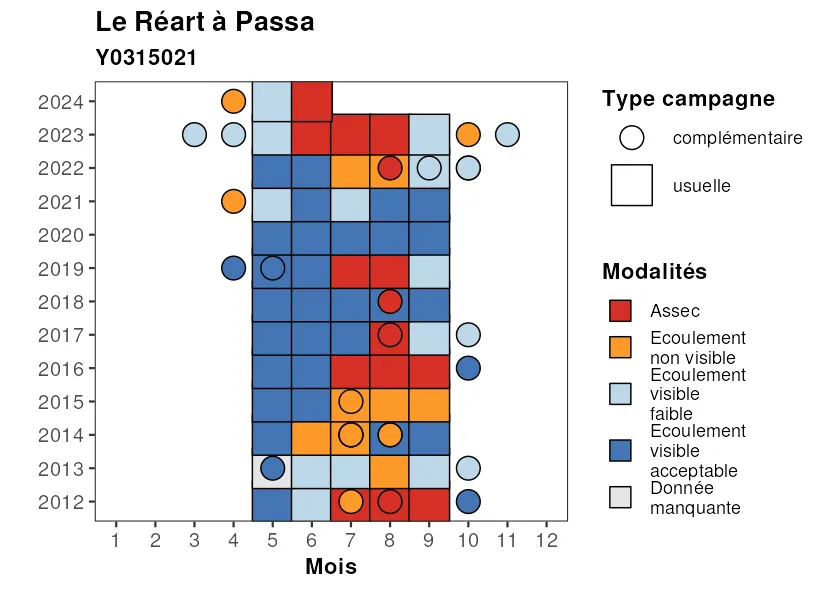 Le Réart à Passa
Y0315021
2024
2023
2022
2021
2020
2019
2018
2017
2016
2015
2014
2013
2012
1 2 3 4 5 6 7 8 9 10 11 12
Mois
Type campagne
complémentaire
usuelle
Modalités
Assec
Ecoulement
non visible
Ecoulement
visible
faible
Ecoulement
visible
acceptable
Donnée
manquante